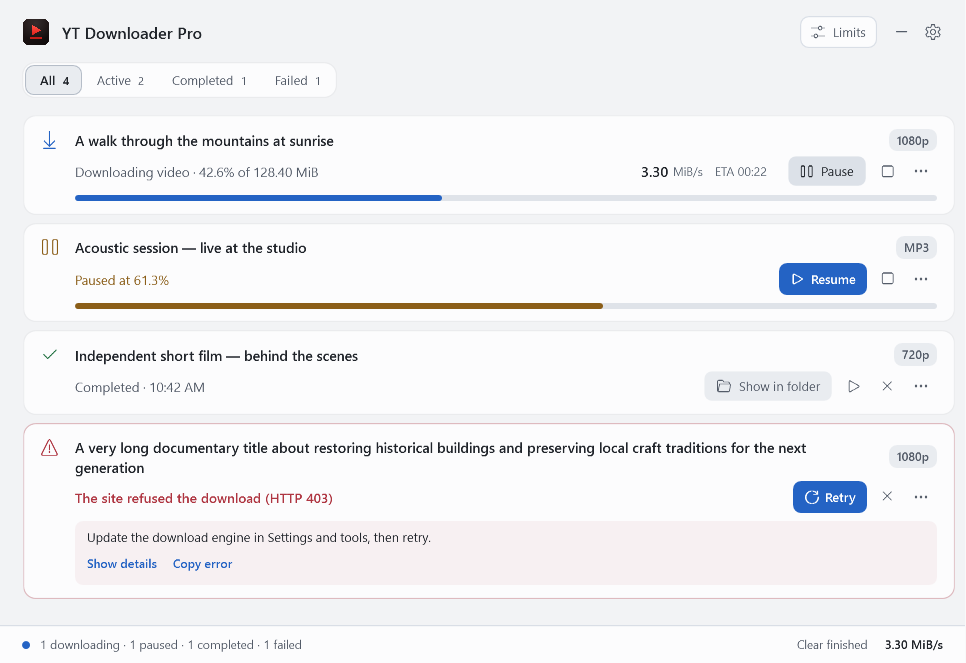 YT Downloader Pro
Limits
All 4
Active 2
Completed 1
Failed 1
A walk through the mountains at sunrise
1080p
Downloading video · 42.6% of 128.40 MiB
3.30 MiB/s
ETA 00:22
Pause
Acoustic session — live at the studio
MP3
Paused at 61.3%
Resume
Independent short film — behind the scenes
720p
Completed · 10:42 AM
Show in folder
A very long documentary title about restoring historical buildings and preserving local craft traditions for the next
generation
1080p
The site refused the download (HTTP 403)
Retry
Update the download engine in Settings and tools, then retry.
Show details
Copy error
1 downloading · 1 paused · 1 completed · 1 failed
Clear finished
3.30 MiB/s